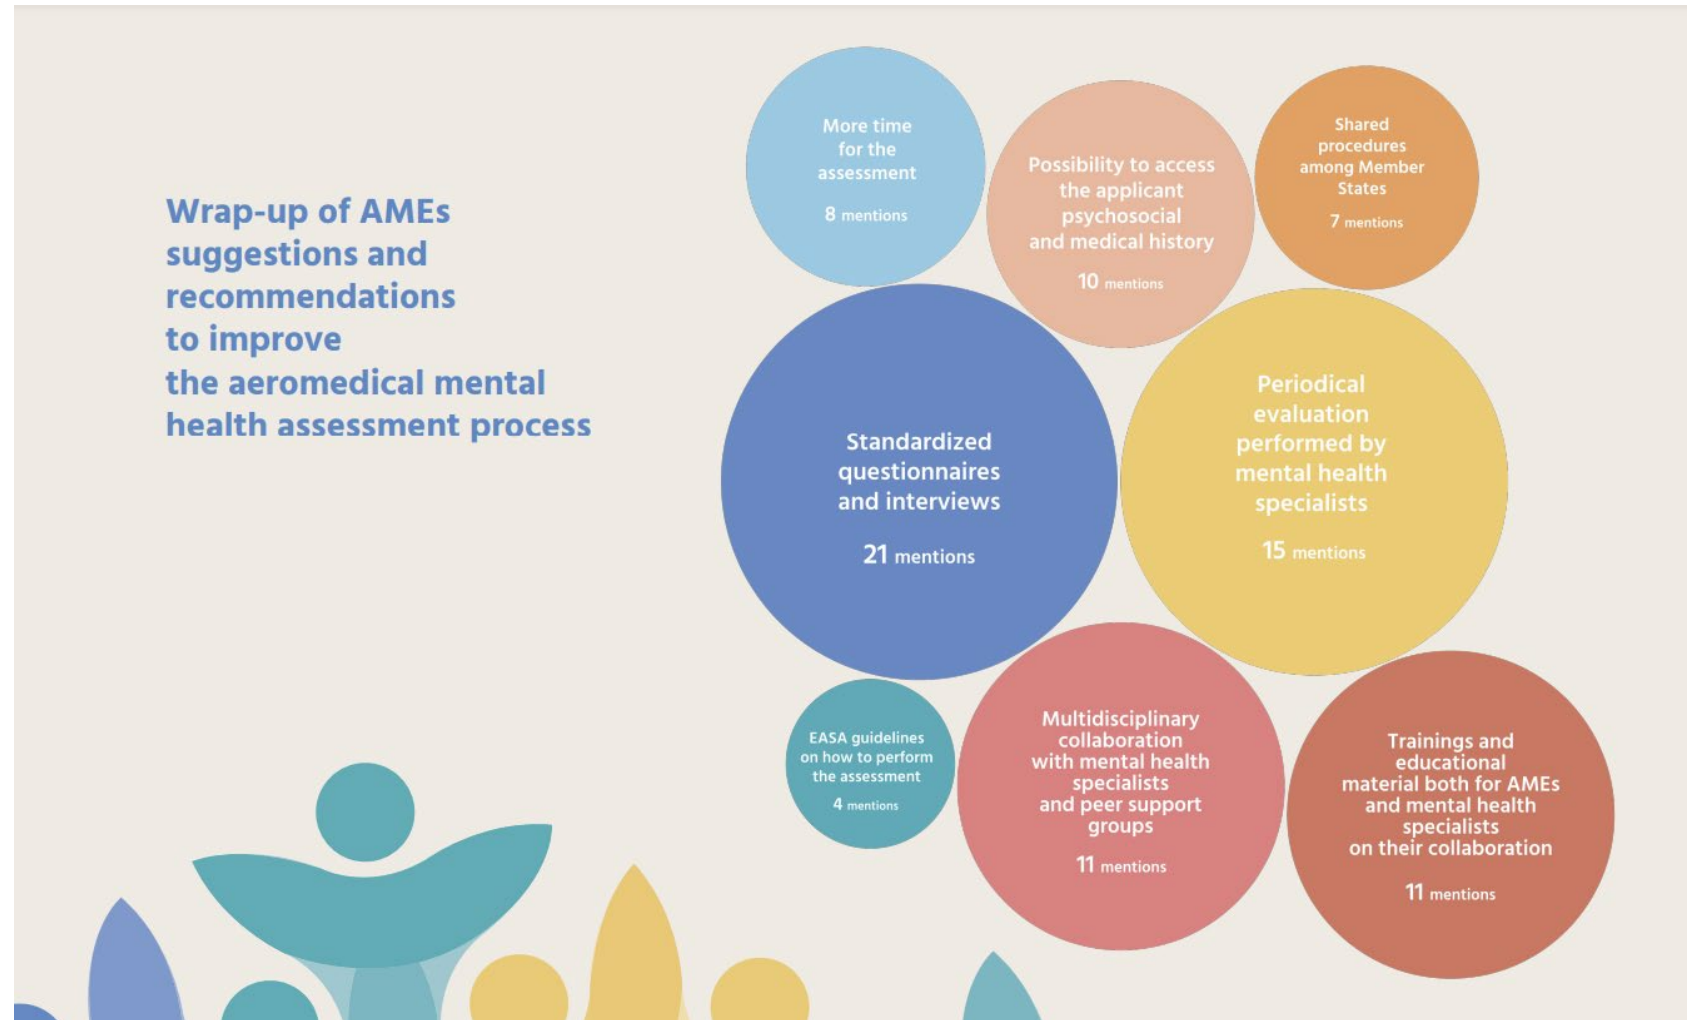 Wrap-up of AMEs
suggestions and
recommendations
to improve
the aeromedical mental
health assessment process
More time
for the
assessment
8 mentions
Possibility to access
the applicant
psychosocial
and medical history
10 mentions
Shared
procedures
among Member
States
7 mentions
Standardized
questionnaires
and interviews
21 mentions
Periodical
evaluation
performed by
mental health
specialists
15 mentions
EASA guidelines
on how to perform
the assessment
4 mentions
Multidisciplinary
collaboration
with mental health
specialists
and peer support
groups
11 mentions
Trainings and
educational
material both for AMEs
and mental health
specialists
on their collaboration
11 mentions